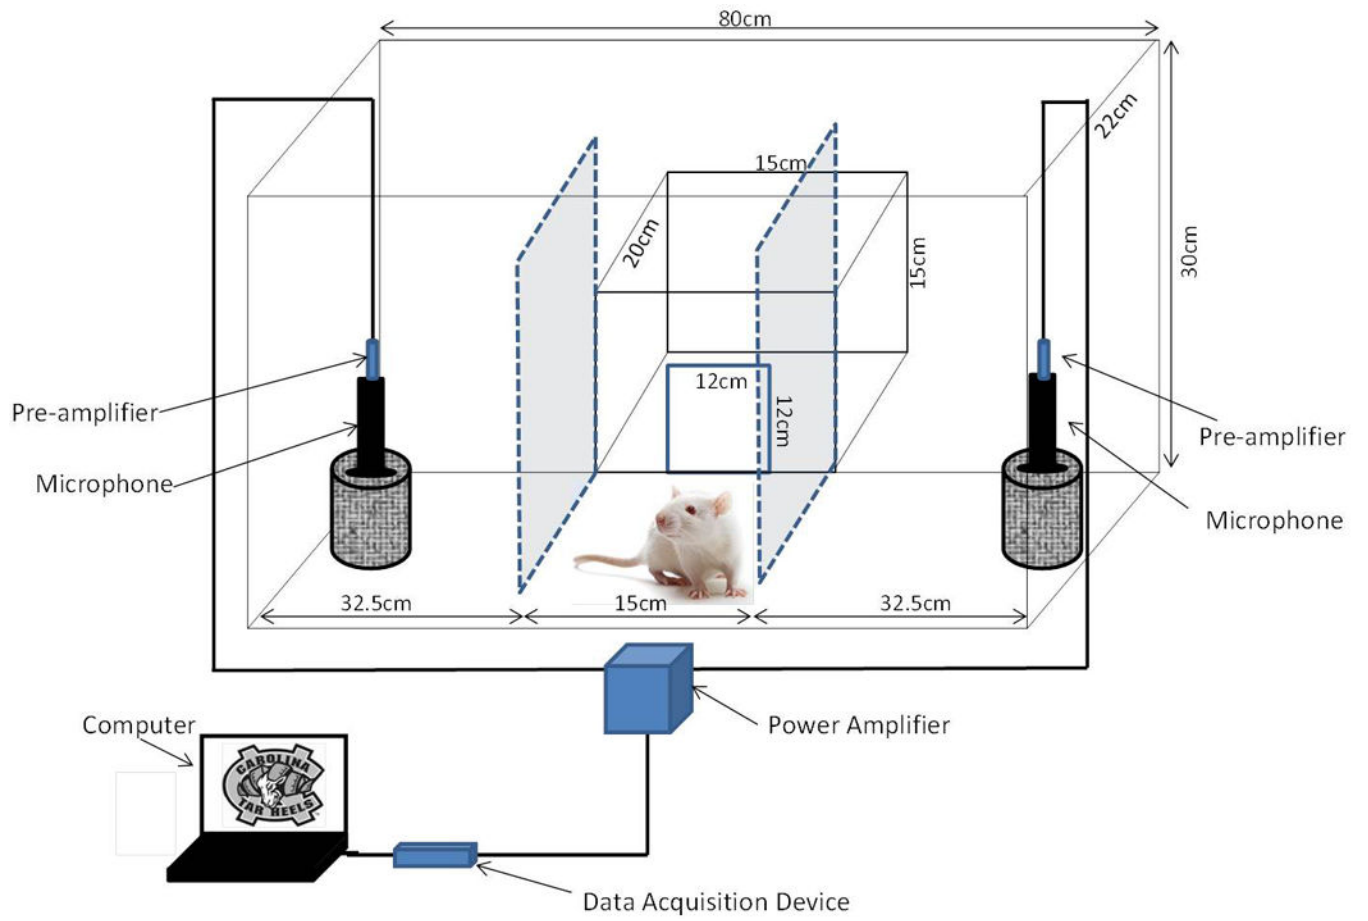 80cm
22cm
15cm
20cm
15cm
30cm
12cm
12cm
Pre-amplifier
Pre-amplifier
Microphone
Microphone
32.5cm
15cm
32.5cm
Computer
Power Amplifier
CAROLINA
TAR HEELS
Data Acquisition Device